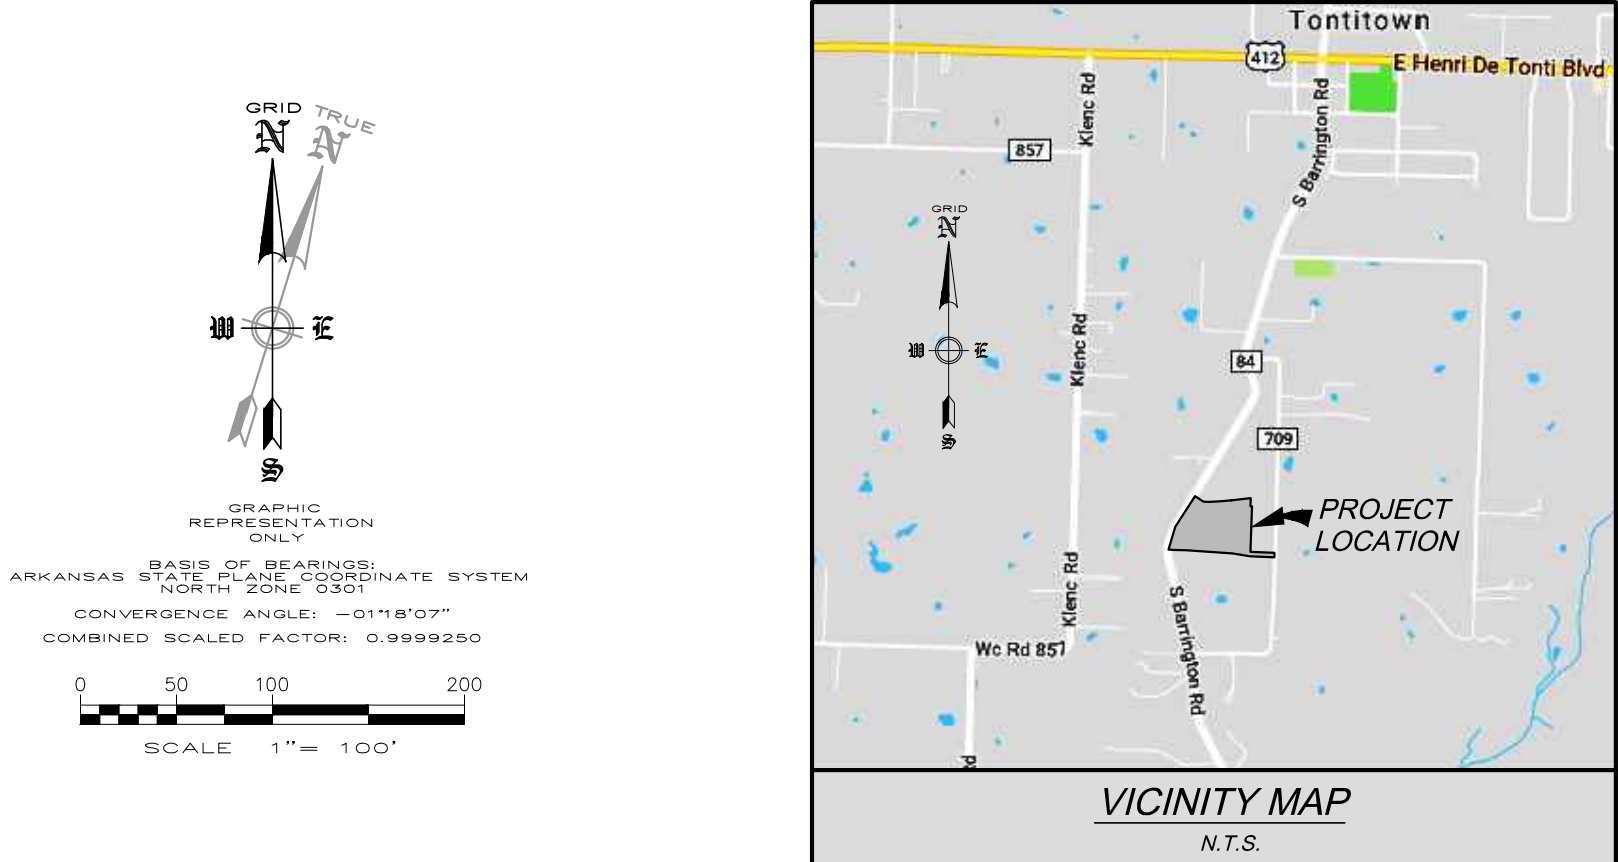 GRID
TRUE
N
N
W
E
S
GRAPHIC
REPRESENTATION
ONLY
BASIS OF BEARINGS:
ARKANSAS STATE PLANE COORDINATE SYSTEM
NORTH ZONE 0301
CONVERGENCE ANGLE: -01°18'07"
COMBINED SCALED FACTOR: 0.9999250
0 50 100 200
SCALE 1"= 100'
Tontitown
412
E Henri De Tonti Blvd
Klenc Rd
S Barrington Rd
857
GRID
N
W
E
S
Klenc Rd
84
709
PROJECT
LOCATION
Klenc Rd
S Barrington Rd
Wc Rd 857
Rd
VICINITY MAP
N.T.S.